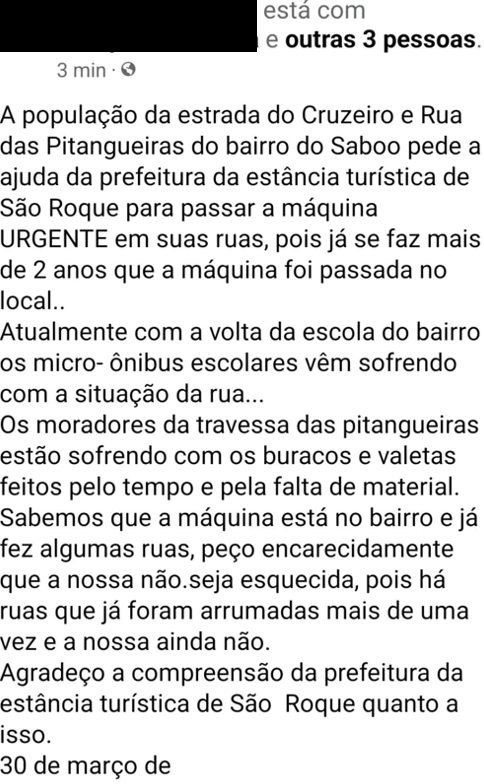 está com
e outras 3 pessoas.
3 min ·
A população da estrada do Cruzeiro e Rua
das Pitangueiras do bairro do Saboo pede a
ajuda da prefeitura da estância turística de
São Roque para passar a máquina
URGENTE em suas ruas, pois já se faz mais
de 2 anos que a máquina foi passada no
local..
Atualmente com a volta da escola do bairro
os micro- ônibus escolares vêm sofrendo
com a situação da rua...
Os moradores da travessa das pitangueiras
estão sofrendo com os buracos e valetas
feitos pelo tempo e pela falta de material.
Sabemos que a máquina está no bairro e já
fez algumas ruas, peço encarecidamente
que a nossa não.seja esquecida, pois há
ruas que já foram arrumadas mais de uma
vez e a nossa ainda não.
Agradeço a compreensão da prefeitura da
estância turística de São  Roque quanto a
isso.
30 de março de